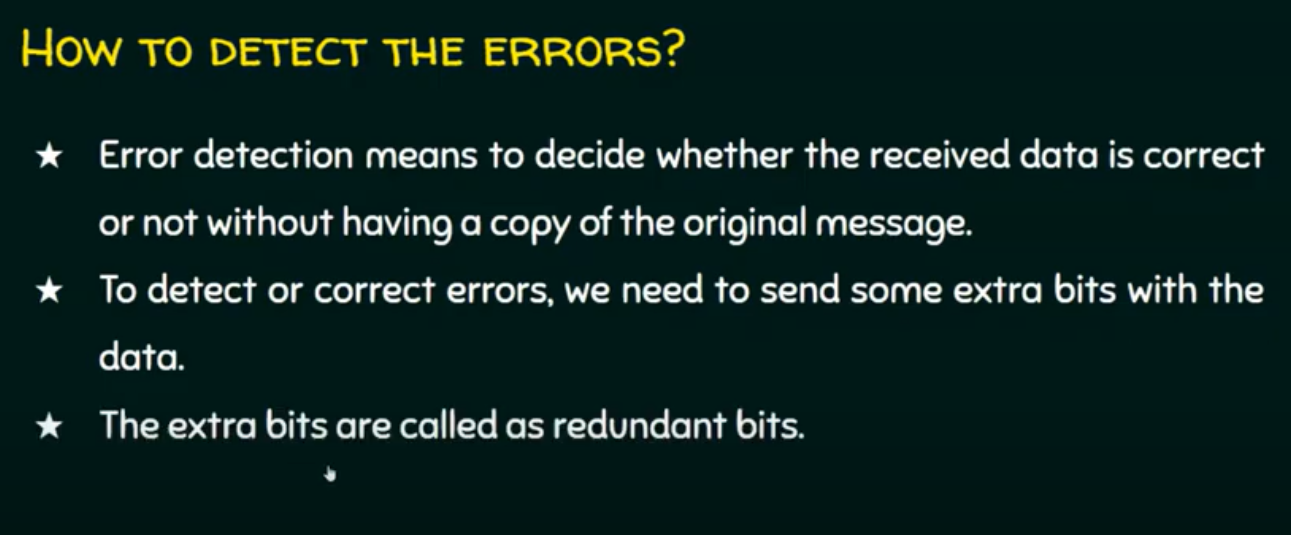 HOW TO DETECT THE ERRORS?
★ Error detection means to decide whether the received data is correct
or not without having a copy of the original message.
★ To detect or correct errors, we need to send some extra bits with the
data.
★ The extra bits are called as redundant bits.